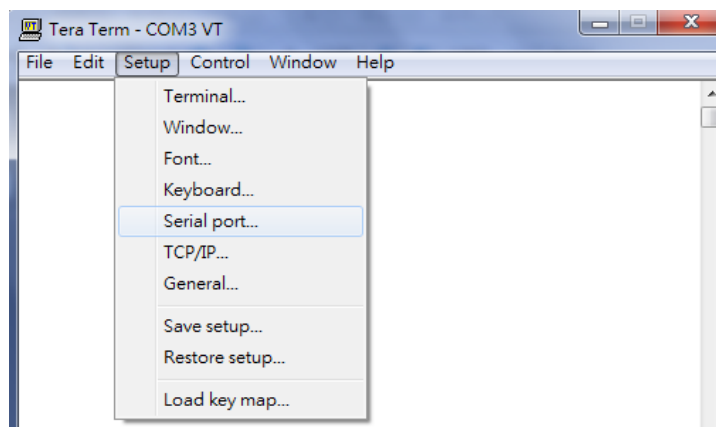 Tera Term - COM3 VT
File Edit Setup Control Window Help
Terminal...
Window...
Font...
Keyboard...
Serial port...
TCP/IP...
General...
Save setup...
Restore setup...
Load key map...